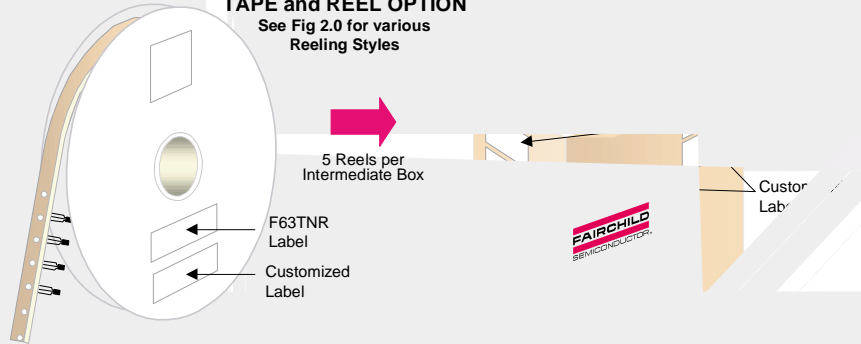 TAPE and REEL OPTION
See Fig 2.0 for various
Reeling Styles
5 Reels per
Intermediate Box
F63TNR
Label
Customized
Label
FAIRCHILD
SEMICONDUCTOR